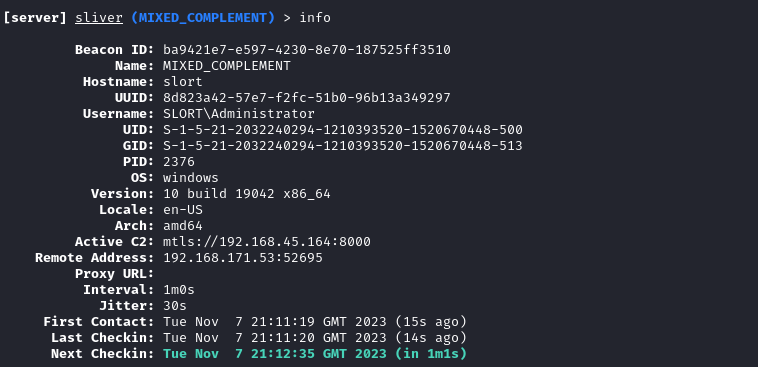 [server] sliver (MIXED_COMPLEMENT) > info
Beacon ID: ba9421e7-e597-4230-8e70-187525ff3510
Name: MIXED_COMPLEMENT
Hostname: slort
UUID: 8d823a42-57e7-f2fc-51b0-96b13a349297
Username: SLORT\Administrator
UID: S-1-5-21-2032240294-1210393520-1520670448-500
GID: S-1-5-21-2032240294-1210393520-1520670448-513
PID: 2376
OS: windows
Version: 10 build 19042 x86_64
Locale: en-US
Arch: amd64
Active C2: mtls://192.168.45.164:8000
Remote Address: 192.168.171.53:52695
Proxy URL:
Interval: 1m0s
Jitter: 30s
First Contact: Tue Nov  7 21:11:19 GMT 2023 (15s ago)
Last Checkin: Tue Nov  7 21:11:20 GMT 2023 (14s ago)
Next Checkin: Tue Nov  7 21:12:35 GMT 2023 (in 1m1s)